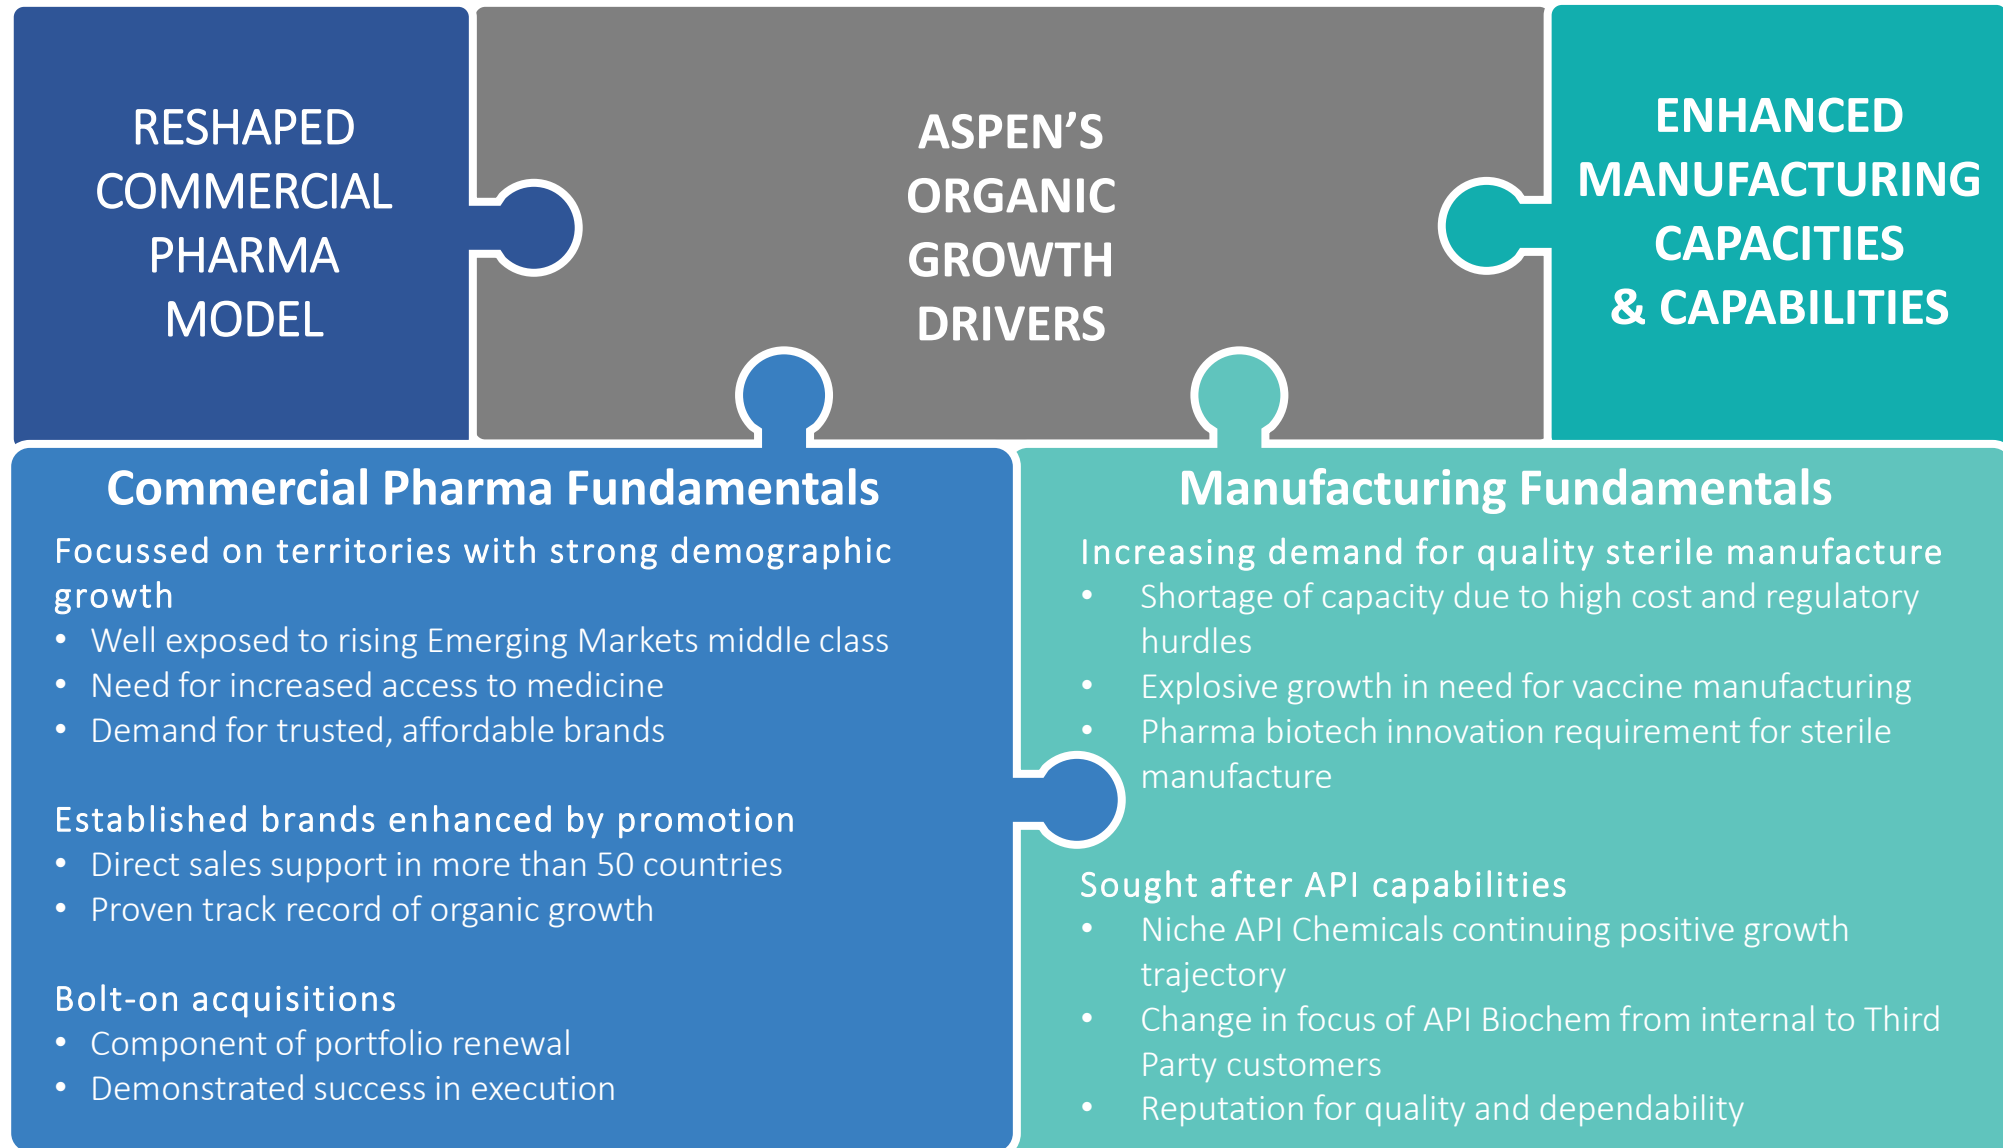 RESHAPED
COMMERCIAL
PHARMA
MODEL
ASPEN’S
ORGANIC
GROWTH
DRIVERS
ENHANCED
MANUFACTURING
CAPACITIES
& CAPABILITIES
Commercial Pharma Fundamentals
Focussed on territories with strong demographic
growth
• Well exposed to rising Emerging Markets middle class
• Need for increased access to medicine
• Demand for trusted, affordable brands
Established brands enhanced by promotion
• Direct sales support in more than 50 countries
• Proven track record of organic growth
Bolt-on acquisitions
• Component of portfolio renewal
• Demonstrated success in execution
Manufacturing Fundamentals
Increasing demand for quality sterile manufacture
• Shortage of capacity due to high cost and regulatory
hurdles
• Explosive growth in need for vaccine manufacturing
• Pharma biotech innovation requirement for sterile
manufacture
Sought after API capabilities
• Niche API Chemicals continuing positive growth
trajectory
• Change in focus of API Biochem from internal to Third
Party customers
• Reputation for quality and dependability